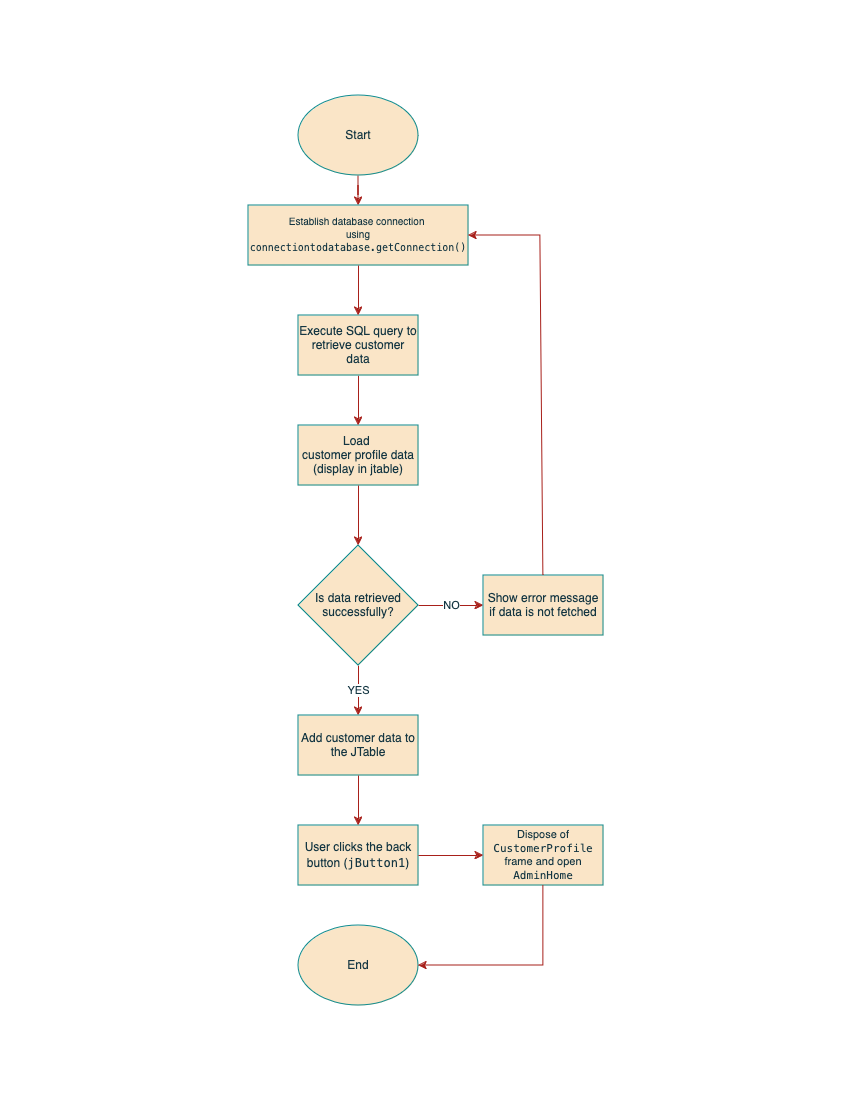 Start
Establish database connection
using
connectiontodatabase.getConnection()
Execute SQL query to
retrieve customer
data
Load
customer profile data
(display in jtable)
Is data retrieved
successfully?
NO
Show error message
if data is not fetched
YES
Add customer data to
the JTable
User clicks the back
button (jButton1)
Dispose of
CustomerProfile
frame and open
AdminHome
End